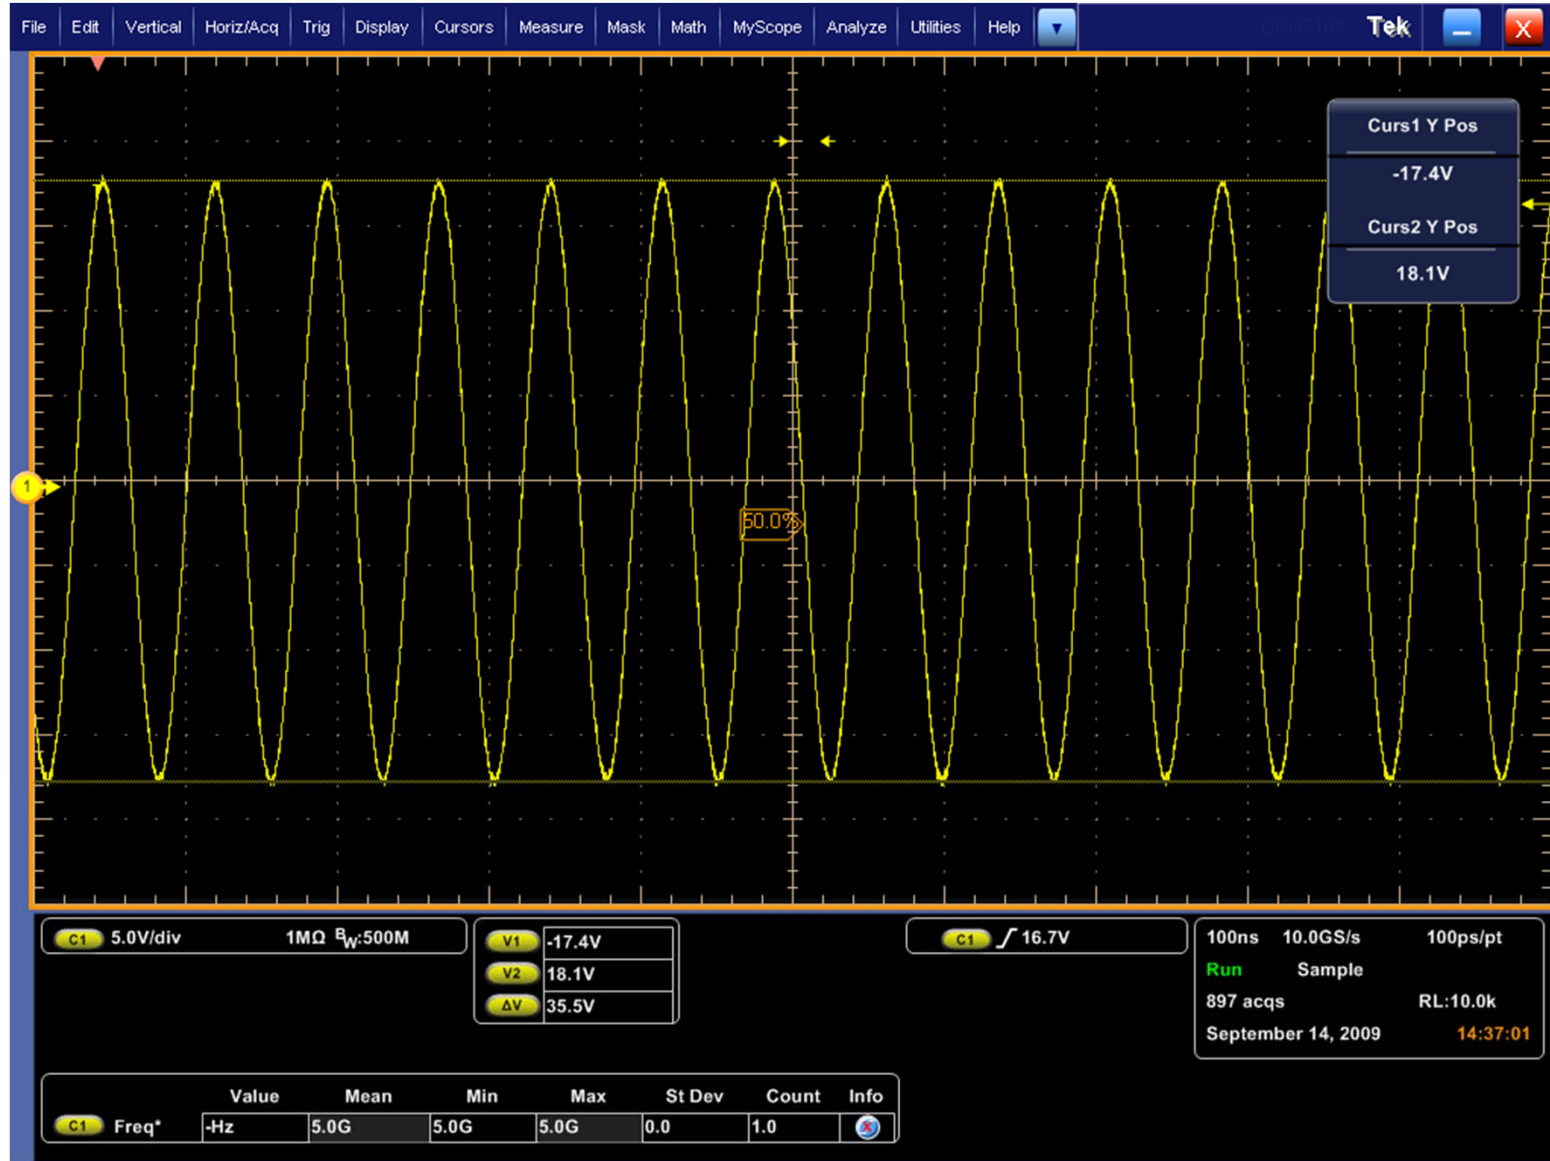 File Edit Vertical Horiz/Acq Trig Display Cursors Measure Mask Math MyScope Analyze Utilities Help Tek X
Curs1 Y Pos
-17.4V
Curs2 Y Pos
18.1V
1
50.0%
C1 5.0V/div 1MΩ BW:500M
V1 -17.4V
V2 18.1V
ΔV 35.5V
C1 16.7V
100ns 10.0GS/s 100ps/pt
Run Sample
897 acqs RL:10.0k
September 14, 2009 14:37:01
Value Mean Min Max St Dev Count Info
C1 Freq* -Hz 5.0G 5.0G 5.0G 0.0 1.0